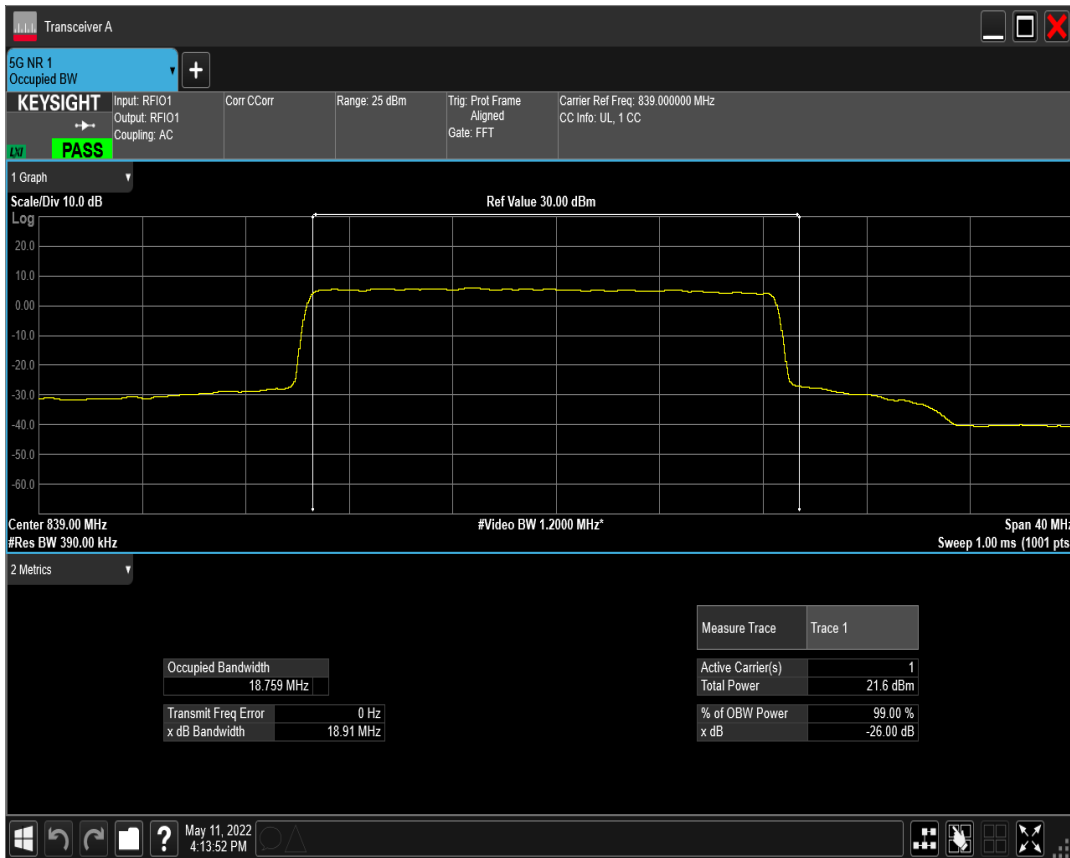 Transceiver A
5G NR 1
Occupied BW
+
KEYSIGHT
LXI
PASS
Input: RFIO1
Output: RFIO1
Coupling: AC
Corr CCorr
Range: 25 dBm
Trig: Prot Frame
Aligned
Gate: FFT
Carrier Ref Freq: 839.000000 MHz
CC Info: UL, 1 CC
1 Graph
Scale/Div 10.0 dB
Ref Value 30.00 dBm
Log
20.0
10.0
0.00
-10.0
-20.0
-30.0
-40.0
-50.0
-60.0
Center 839.00 MHz
#Video BW 1.2000 MHz*
Span 40 MHz
#Res BW 390.00 kHz
Sweep 1.00 ms (1001 pts
2 Metrics
Measure Trace Trace 1
Occupied Bandwidth
18.759 MHz
Active Carrier(s) 1
Total Power 21.6 dBm
Transmit Freq Error 0 Hz
x dB Bandwidth 18.91 MHz
% of OBW Power 99.00 %
x dB -26.00 dB
?
May 11, 2022
4:13:52 PM